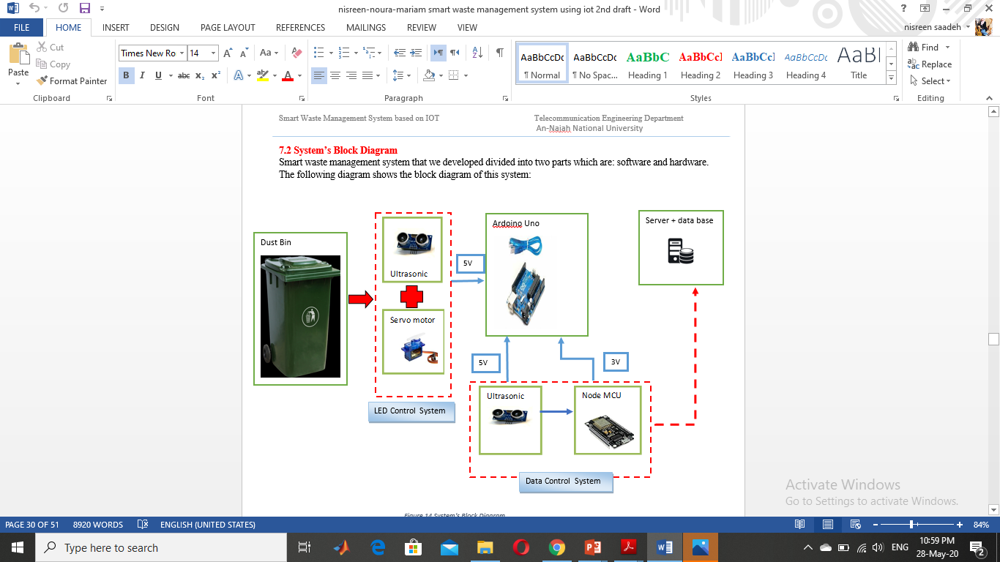 nisreen-noura-mariam smart waste management system using iot 2nd draft - Word
FILE HOME INSERT DESIGN PAGE LAYOUT REFERENCES MAILINGS REVIEW VIEW nisreen saadeh
Paste
Cut
Copy
Format Painter
Clipboard
Times New Ro 14
B I U abc x₂ x²
Font
Paragraph
AaBbCcDc AaBbCcDc AaBbC AaBbCcI AaBbCcI AaBbCcDc AaBI
¶ Normal ¶ No Spac... Heading 1 Heading 2 Heading 3 Heading 4 Title
Styles
Find
Replace
Select
Editing
Smart Waste Management System based on IOT Telecommunication Engineering Department
An-Najah National University
7.2 System's Block Diagram
Smart waste management system that we developed divided into two parts which are: software and hardware.
The following diagram shows the block diagram of this system:
Dust Bin
Ultrasonic
Servo motor
LED Control System
5V
Ardoino Uno
Server + data base
5V
3V
Ultrasonic
Node MCU
Data Control System
Figure 14 System's Block Diagram
Activate Windows
Go to Settings to activate Windows.
PAGE 30 OF 51 8920 WORDS ENGLISH (UNITED STATES) 84%
Type here to search
ENG
10:59 PM
28-May-20
2